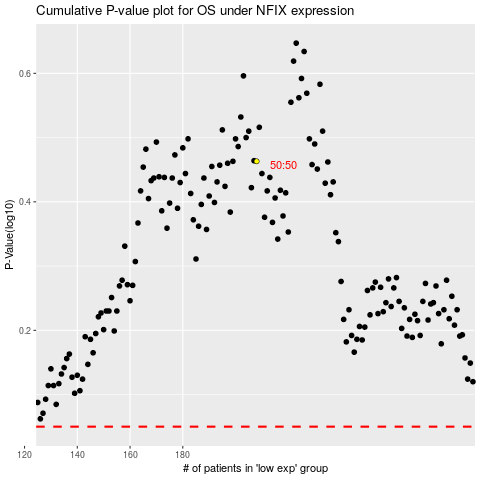 Cumulative P-value plot for OS under NFIX expression
P-Value(log10)
0.6
0.4
0.2
50:50
120 140 160 180
# of patients in 'low exp' group